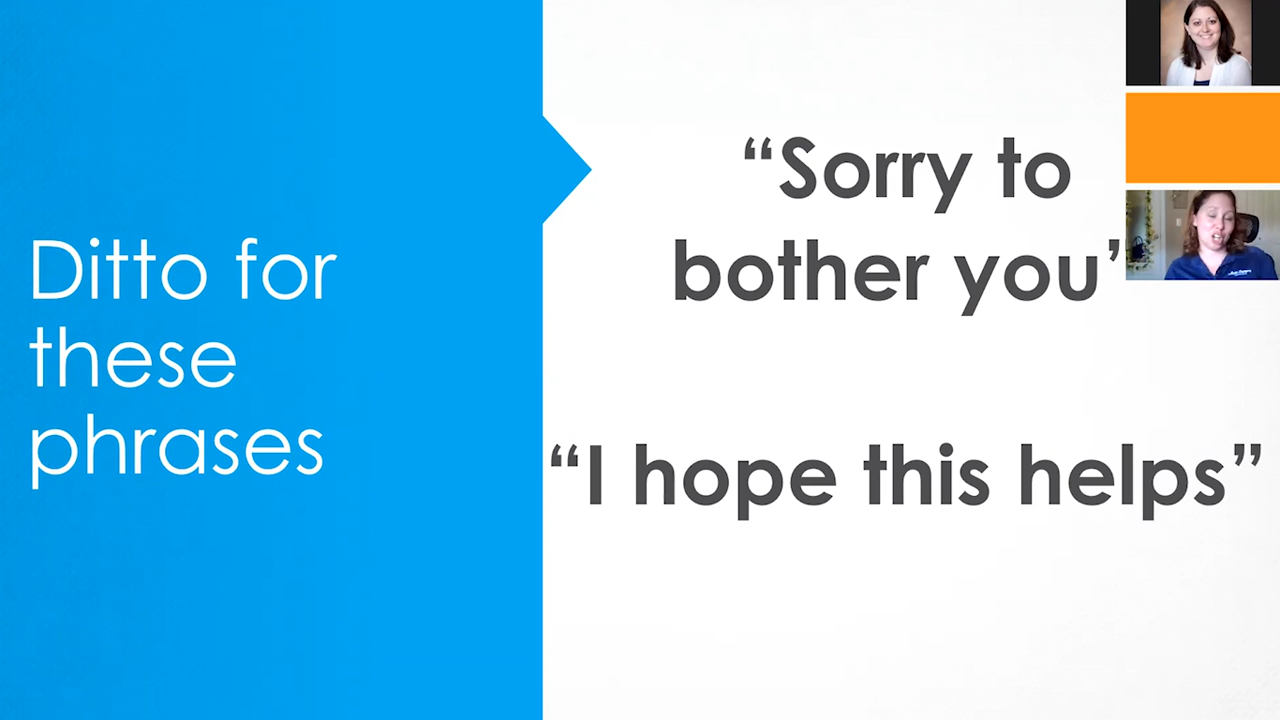 Ditto for
these
phrases
“Sorry to
bother you’
“I hope this helps”